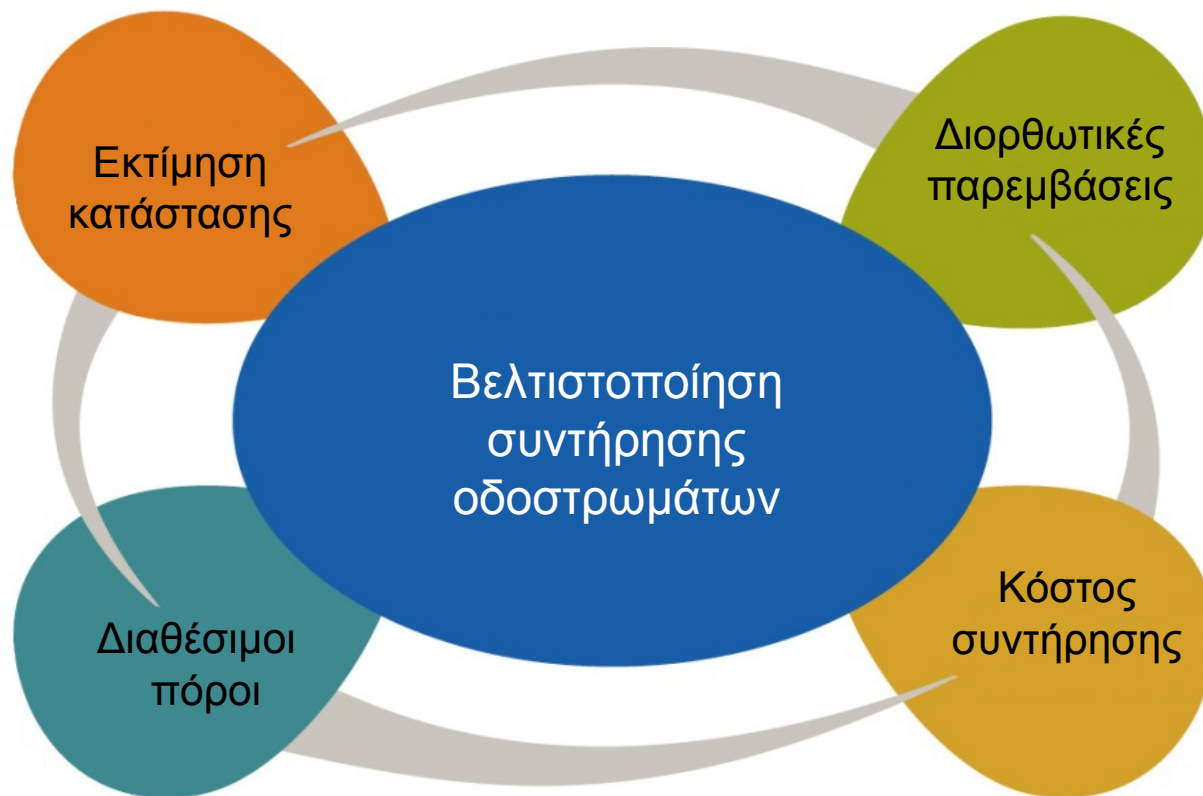 Εκτίμηση
κατάστασης
Διορθωτικές
παρεμβάσεις
Βελτιστοποίηση
συντήρησης
οδοστρωμάτων
Διαθέσιμοι
πόροι
Κόστος
συντήρησης